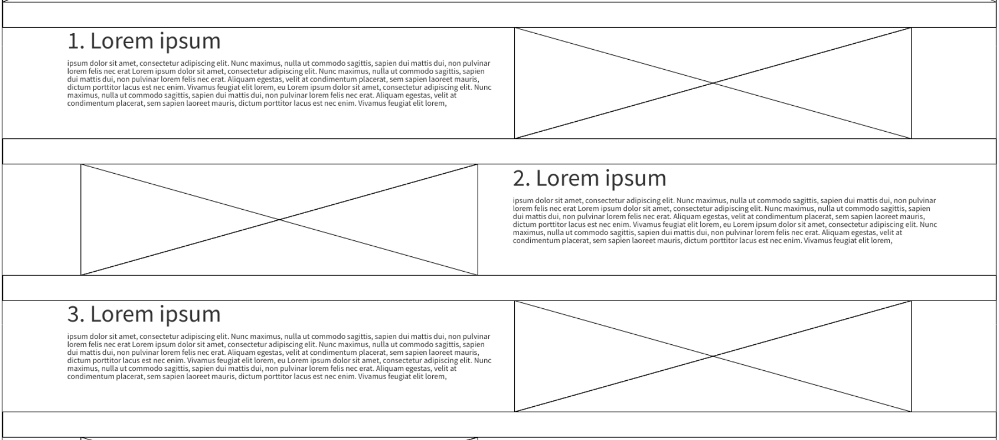 1. Lorem ipsum
ipsum dolor sit amet, consectetur adipiscing elit. Nunc maximus, nulla ut commodo sagittis, sapien dui mattis dui, non pulvinar
lorem felis nec erat Lorem ipsum dolor sit amet, consectetur adipiscing elit. Nunc maximus, nulla ut commodo sagittis, sapien
dui mattis dui, non pulvinar lorem felis nec erat. Aliquam egestas, velit at condimentum placerat, sem sapien laoreet mauris,
dictum porttitor lacus est nec enim. Vivamus feugiat elit lorem, eu Lorem ipsum dolor sit amet, consectetur adipiscing elit. Nunc
maximus, nulla ut commodo sagittis, sapien dui mattis dui, non pulvinar lorem felis nec erat. Aliquam egestas, velit at
condimentum placerat, sem sapien laoreet mauris, dictum porttitor lacus est nec enim. Vivamus feugiat elit lorem,
2. Lorem ipsum
ipsum dolor sit amet, consectetur adipiscing elit. Nunc maximus, nulla ut commodo sagittis, sapien dui mattis dui, non pulvinar
lorem felis nec erat Lorem ipsum dolor sit amet, consectetur adipiscing elit. Nunc maximus, nulla ut commodo sagittis, sapien
dui mattis dui, non pulvinar lorem felis nec erat. Aliquam egestas, velit at condimentum placerat, sem sapien laoreet mauris,
dictum porttitor lacus est nec enim. Vivamus feugiat elit lorem, eu Lorem ipsum dolor sit amet, consectetur adipiscing elit. Nunc
maximus, nulla ut commodo sagittis, sapien dui mattis dui, non pulvinar lorem felis nec erat. Aliquam egestas, velit at
condimentum placerat, sem sapien laoreet mauris, dictum porttitor lacus est nec enim. Vivamus feugiat elit lorem,
3. Lorem ipsum
ipsum dolor sit amet, consectetur adipiscing elit. Nunc maximus, nulla ut commodo sagittis, sapien dui mattis dui, non pulvinar
lorem felis nec erat Lorem ipsum dolor sit amet, consectetur adipiscing elit. Nunc maximus, nulla ut commodo sagittis, sapien
dui mattis dui, non pulvinar lorem felis nec erat. Aliquam egestas, velit at condimentum placerat, sem sapien laoreet mauris,
dictum porttitor lacus est nec enim. Vivamus feugiat elit lorem, eu Lorem ipsum dolor sit amet, consectetur adipiscing elit. Nunc
maximus, nulla ut commodo sagittis, sapien dui mattis dui, non pulvinar lorem felis nec erat. Aliquam egestas, velit at
condimentum placerat, sem sapien laoreet mauris, dictum porttitor lacus est nec enim. Vivamus feugiat elit lorem,